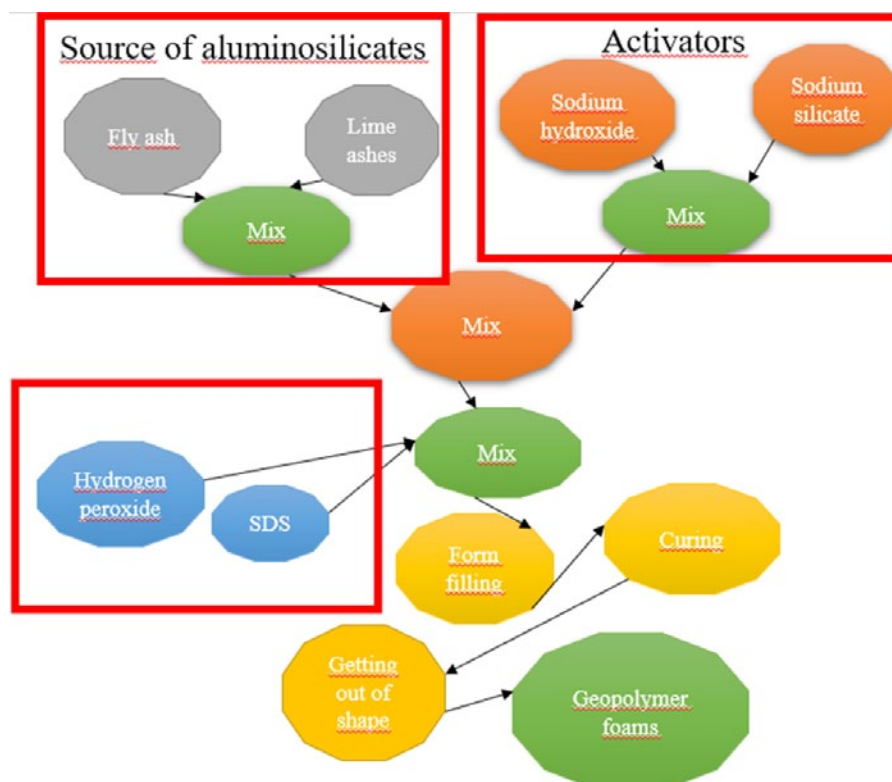 Source of aluminosilicates
Activators
Fly ash
Lime
ashes
Mix
Sodium
hydroxide
Sodium
silicate
Mix
Mix
Mix
Hydrogen
peroxide
SDS
Form
filling
Curing
Getting
out of
shape
Geopolymer
foams